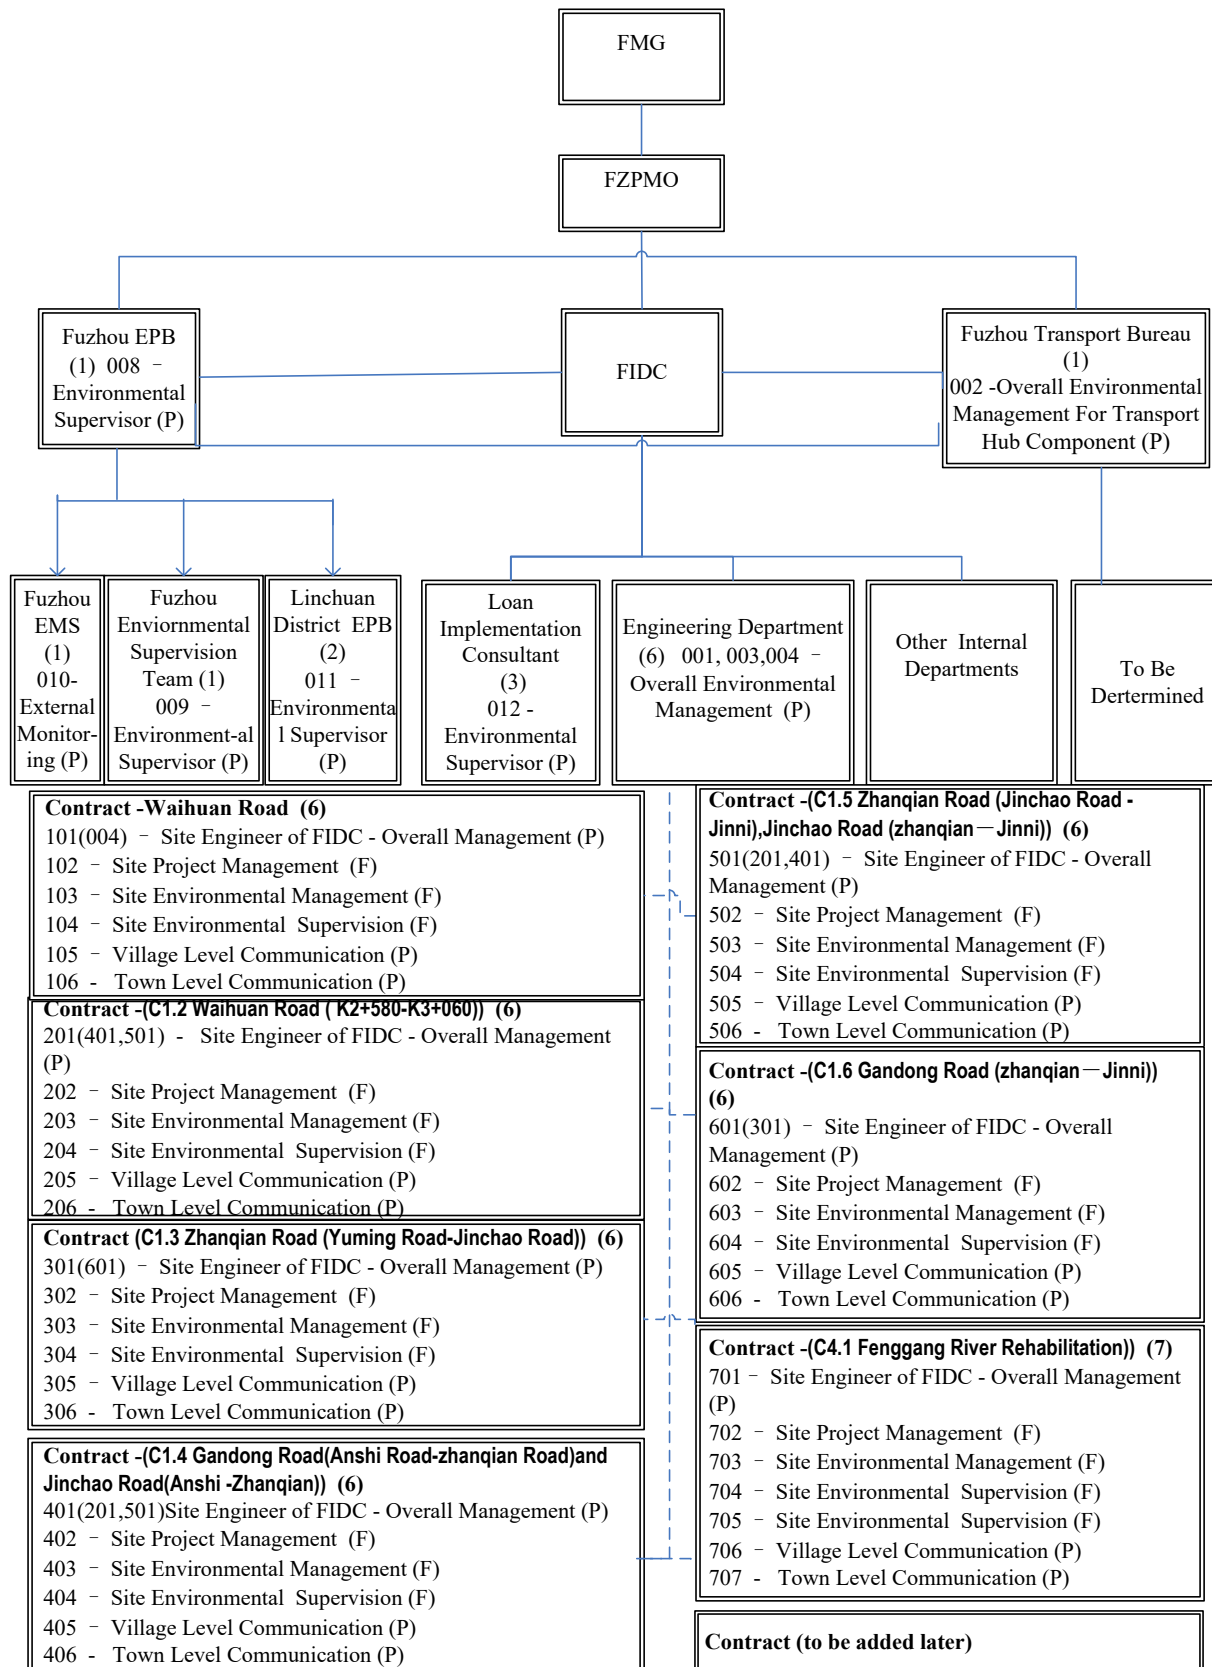 FMG
FZPMO
Fuzhou EPB
(1) 008 –
Environmental
Supervisor (P)
FIDC
Fuzhou Transport Bureau
(1)
002 -Overall Environmental
Management For Transport
Hub Component (P)
Fuzhou
EMS
(1)
010-
External
Monitor-
ing (P)
Fuzhou
Enviornmental
Supervision
Team (1)
009 –
Environment-al
Supervisor (P)
Linchuan
District EPB
(2)
011 –
Environmenta
l Supervisor
(P)
Loan
Implementation
Consultant
(3)
012 -
Environmental
Supervisor (P)
Engineering Department
(6) 001, 003,004 –
Overall Environmental
Management (P)
Other Internal
Departments
To Be
Dertermined
Contract -Waihuan Road (6)
101(004) – Site Engineer of FIDC - Overall Management (P)
102 – Site Project Management (F)
103 – Site Environmental Management (F)
104 – Site Environmental Supervision (F)
105 – Village Level Communication (P)
106 - Town Level Communication (P)
Contract -(C1.2 Waihuan Road ( K2+580-K3+060)) (6)
201(401,501) - Site Engineer of FIDC - Overall Management
(P)
202 – Site Project Management (F)
203 – Site Environmental Management (F)
204 – Site Environmental Supervision (F)
205 – Village Level Communication (P)
206 - Town Level Communication (P)
Contract (C1.3 Zhanqian Road (Yuming Road-Jinchao Road)) (6)
301(601) – Site Engineer of FIDC - Overall Management (P)
302 – Site Project Management (F)
303 – Site Environmental Management (F)
304 – Site Environmental Supervision (F)
305 – Village Level Communication (P)
306 - Town Level Communication (P)
Contract -(C1.4 Gandong Road(Anshi Road-zhanqian Road)and
Jinchao Road(Anshi -Zhanqian)) (6)
401(201,501)Site Engineer of FIDC - Overall Management (P)
402 – Site Project Management (F)
403 – Site Environmental Management (F)
404 – Site Environmental Supervision (F)
405 – Village Level Communication (P)
406 - Town Level Communication (P)
Contract -(C1.5 Zhanqian Road (Jinchao Road -
Jinni),Jinchao Road (zhanqian－Jinni)) (6)
501(201,401) – Site Engineer of FIDC - Overall
Management (P)
502 – Site Project Management (F)
503 – Site Environmental Management (F)
504 – Site Environmental Supervision (F)
505 – Village Level Communication (P)
506 - Town Level Communication (P)
Contract -(C1.6 Gandong Road (zhanqian－Jinni))
(6)
601(301) – Site Engineer of FIDC - Overall
Management (P)
602 – Site Project Management (F)
603 – Site Environmental Management (F)
604 – Site Environmental Supervision (F)
605 – Village Level Communication (P)
606 - Town Level Communication (P)
Contract -(C4.1 Fenggang River Rehabilitation)) (7)
701 – Site Engineer of FIDC - Overall Management
(P)
702 – Site Project Management (F)
703 – Site Environmental Management (F)
704 – Site Environmental Supervision (F)
705 – Site Environmental Supervision (F)
706 – Village Level Communication (P)
707 - Town Level Communication (P)
Contract (to be added later)